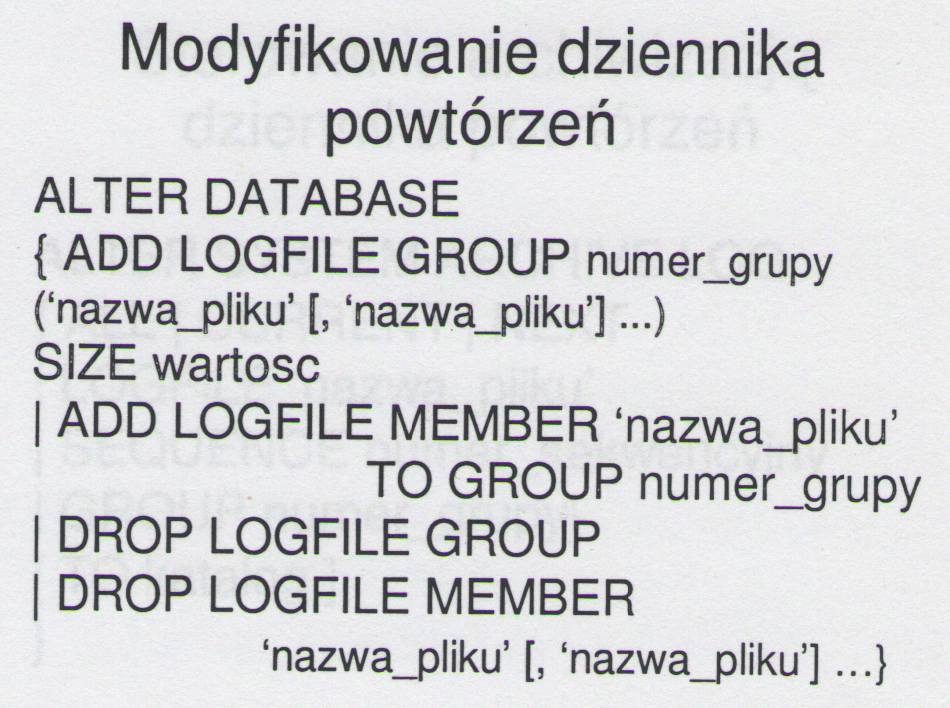 Modyfikowanie dziennika
powtórzeń
ALTER DATABASE
{ ADD LOGFILE GROUP numer_grupy
(‘nazwa_pliku’ [, ‘nazwa_pliku’] ...)
SIZE wartosc
| ADD LOGFILE MEMBER ‘nazwa_pliku’
TO GROUP numer_grupy
| DROP LOGFILE GROUP
| DROP LOGFILE MEMBER
‘nazwa_pliku’ [, ‘nazwa_pliku’] ...}